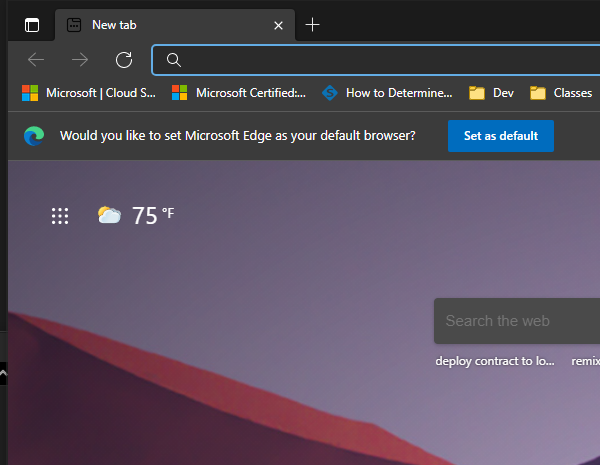 New tab
Microsoft | Cloud S... Microsoft Certified:... How to Determine... Dev Classes
Would you like to set Microsoft Edge as your default browser? Set as default
75 °F
Search the web
deploy contract to lo... remix